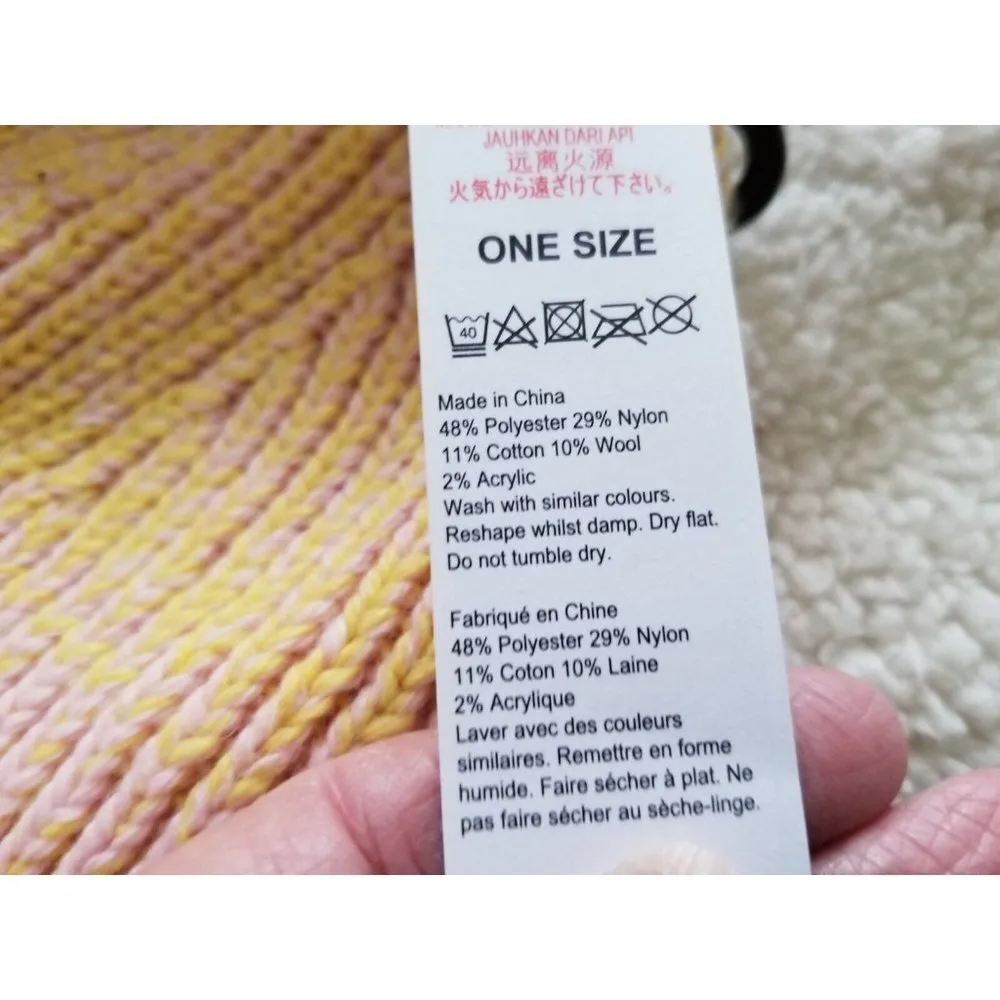 JAUHKAN DARI API
远离火源
火気から遠ざけて下さい。
ONE SIZE
40
Made in China
48% Polyester 29% Nylon
11% Cotton 10% Wool
2% Acrylic
Wash with similar colours.
Reshape whilst damp. Dry flat.
Do not tumble dry.
Fabriqué en Chine
48% Polyester 29% Nylon
11% Coton 10% Laine
2% Acrylique
Laver avec des couleurs
similaires. Remettre en forme
humide. Faire sécher à plat. Ne
pas faire sécher au sèche-linge.